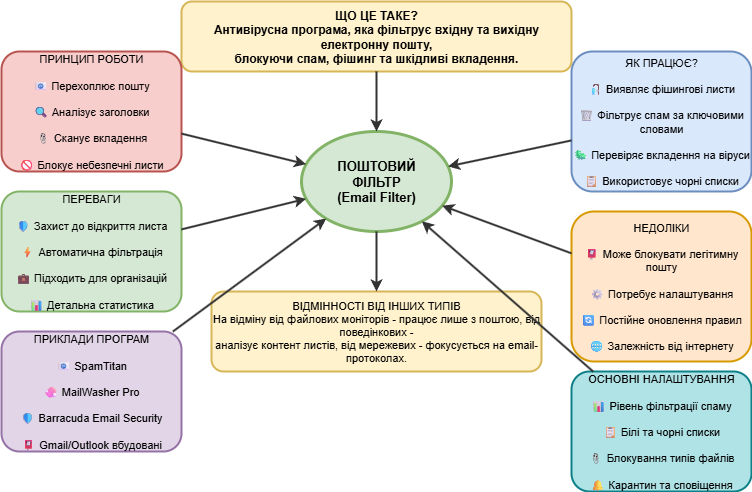 ЩО ЦЕ ТАКЕ?
Антивірусна програма, яка фільтрує вхідну та вихідну
електронну пошту,
блокуючи спам, фішинг та шкідливі вкладення.
ПРИНЦИП РОБОТИ
📧 Перехоплює пошту
🔍 Аналізує заголовки
📎 Сканує вкладення
🚫 Блокує небезпечні листи
ЯК ПРАЦЮЄ?
🎣 Виявляє фішингові листи
🗑️ Фільтрує спам за ключовими
словами
🦠 Перевіряє вкладення на віруси
📋 Використовує чорні списки
ПОШТОВИЙ
ФІЛЬТР
(Email Filter)
ПЕРЕВАГИ
🛡️ Захист до відкриття листа
⚡ Автоматична фільтрація
💼 Підходить для організацій
📊 Детальна статистика
НЕДОЛІКИ
📮 Може блокувати легітимну
пошту
⚙️ Потребує налаштування
🔄 Постійне оновлення правил
🌐 Залежність від інтернету
ВІДМІННОСТІ ВІД ІНШИХ ТИПІВ
На відміну від файлових моніторів - працює лише з поштою, від
поведінкових -
аналізує контент листів, від мережевих - фокусується на email-
протоколах.
ПРИКЛАДИ ПРОГРАМ
📧 SpamTitan
MailWasher Pro
🛡️ Barracuda Email Security
📮 Gmail/Outlook вбудовані
ОСНОВНІ НАЛАШТУВАННЯ
📊 Рівень фільтрації спаму
📋 Білі та чорні списки
📎 Блокування типів файлів
🔔 Карантин та сповіщення